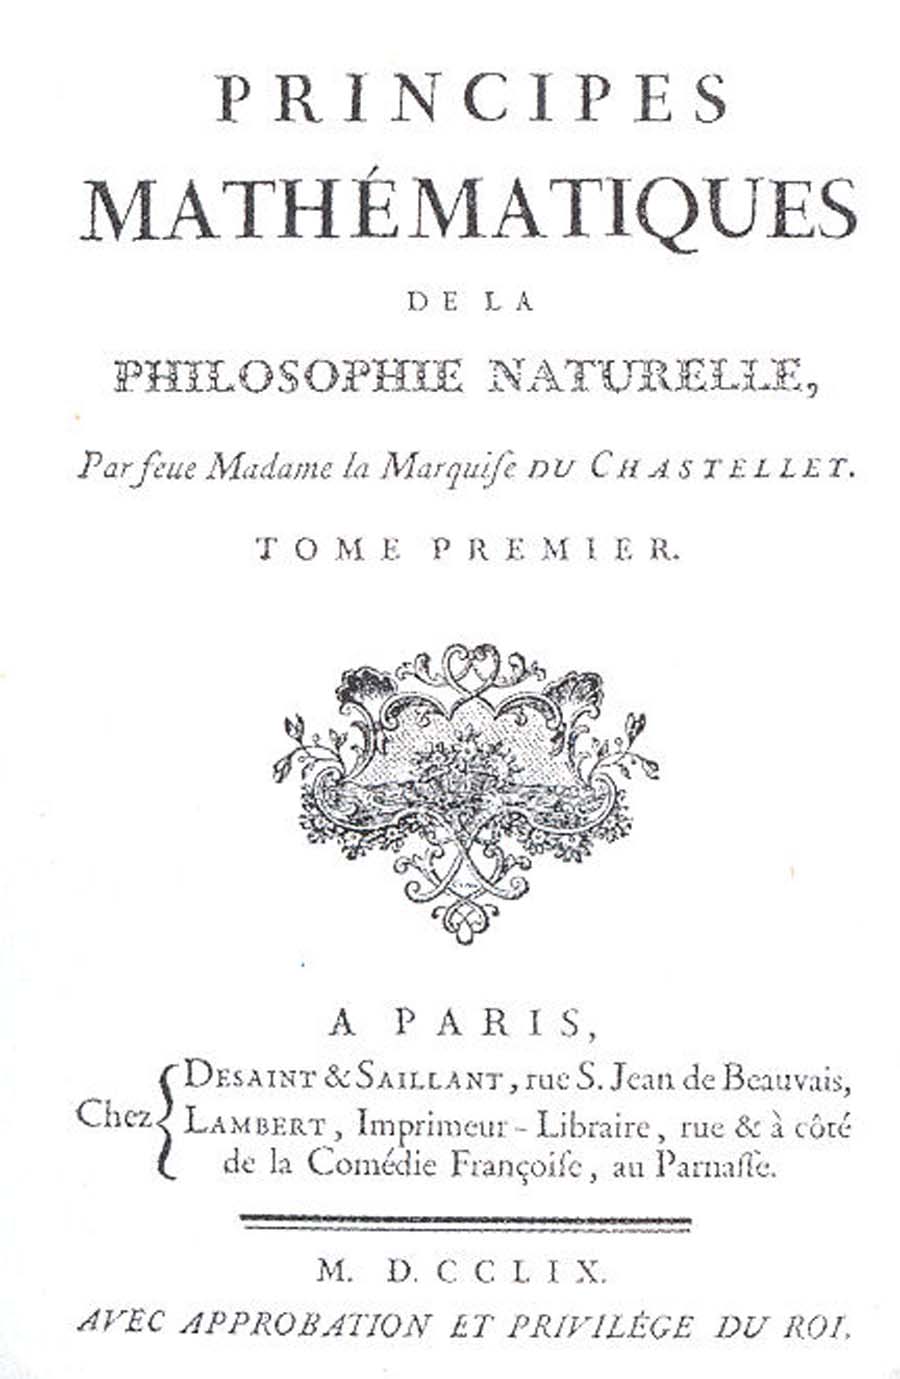 PRINCIPES
MATHÉMATIQUES
DE LA
PHILOSOPHIE NATURELLE,
Par feue Madame la Marquiſe DU CHASTELLET.
TOME PREMIER.
A PARIS,
Chez { DESAINT & SAILLANT, rue S. Jean de Beauvais,
LAMBERT, Imprimeur - Libraire, rue & à côté
de la Comédie Françoiſe, au Parnaſſe.
M. D. CCLIX.
AVEC APPROBATION ET PRIVILÉGE DU ROI.